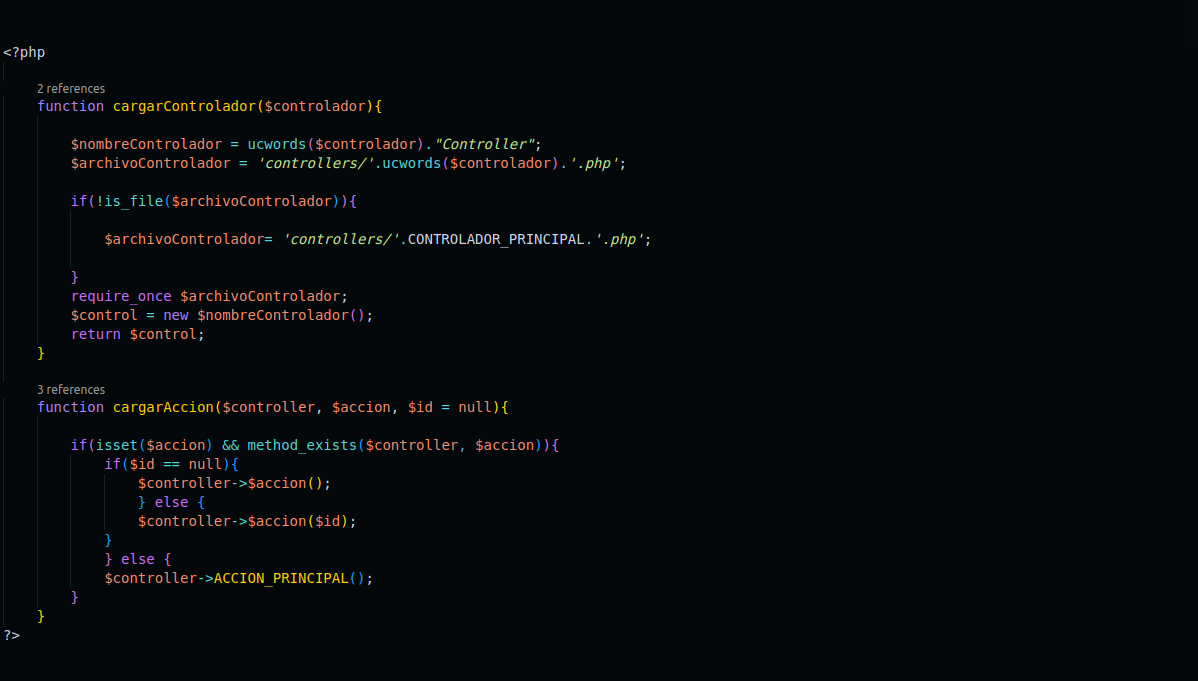 <?php
2 references
function cargarControlador($controlador){
$nombreControlador = ucwords($controlador)."Controller";
$archivoControlador = 'controllers/'.ucwords($controlador).'.php';
if(!is_file($archivoControlador)){
$archivoControlador= 'controllers/'.CONTROLADOR_PRINCIPAL.'.php';
}
require_once $archivoControlador;
$control = new $nombreControlador();
return $control;
}
3 references
function cargarAccion($controller, $accion, $id = null){
if(isset($accion) && method_exists($controller, $accion)){
if($id == null){
$controller->$accion();
} else {
$controller->$accion($id);
}
} else {
$controller->ACCION_PRINCIPAL();
}
}
?>